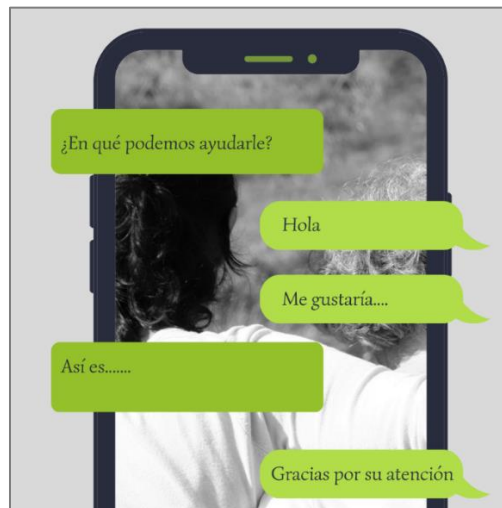 ¿En qué podemos ayudarle?
Hola
Me gustaría....
Así es.......
Gracias por su atención